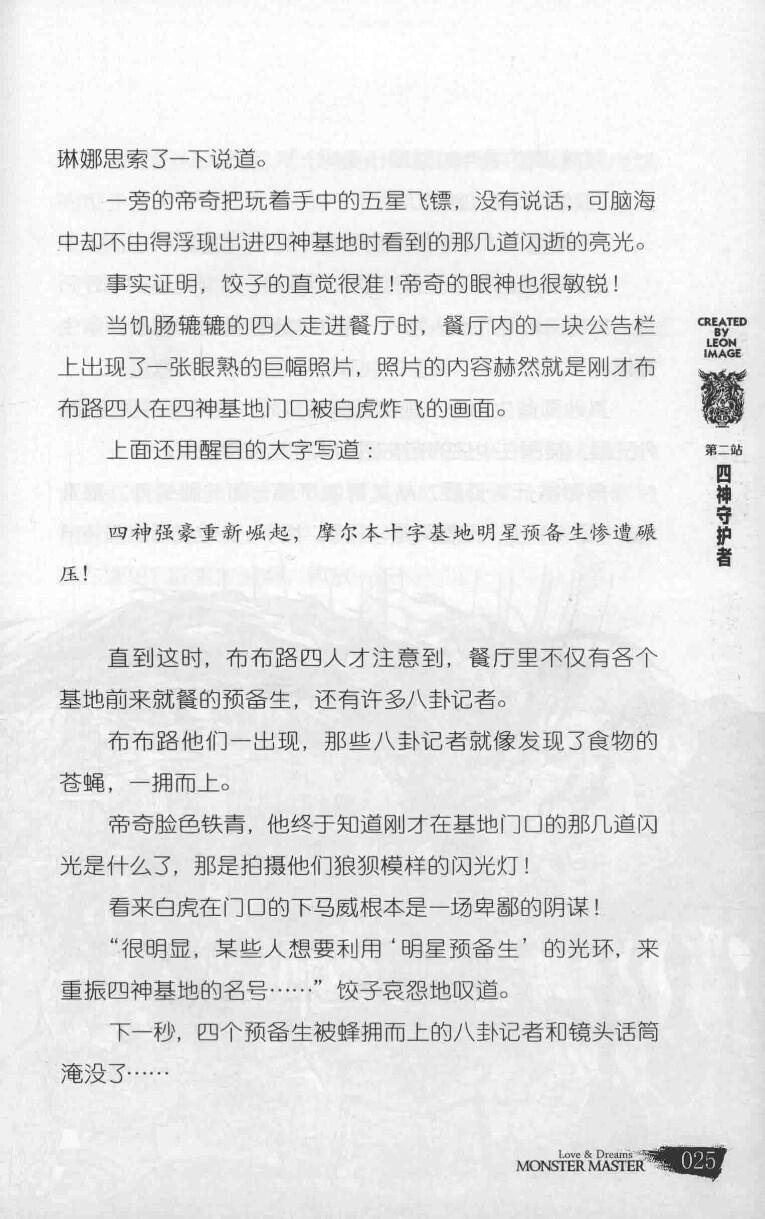 琳娜思索了一下说道。
一旁的帝奇把玩着手中的五星飞镖，没有说话，可脑海
中却不由得浮现出进四神基地时看到的那几道闪逝的亮光。
事实证明，饺子的直觉很准！帝奇的眼神也很敏锐！
当饥肠辘辘的四人走进餐厅时，餐厅内的一块公告栏
上出现了一张眼熟的巨幅照片，照片的内容赫然就是刚才布
布路四人在四神基地门口被白虎炸飞的画面。
上面还用醒目的大字写道：
四神强豪重新崛起，摩尔本十字基地明星预备生惨遭碾
压！
直到这时，布布路四人才注意到，餐厅里不仅有各个
基地前来就餐的预备生，还有许多八卦记者。
布布路他们一出现，那些八卦记者就像发现了食物的
苍蝇，一拥而上。
帝奇脸色铁青，他终于知道刚才在基地门口的那几道闪
光是什么了，那是拍摄他们狼狈模样的闪光灯！
看来白虎在门口的下马威根本是一场卑鄙的阴谋！
“很明显，某些人想要利用‘明星预备生’的光环，来
重振四神基地的名号……”饺子哀怨地叹道。
下一秒，四个预备生被蜂拥而上的八卦记者和镜头话筒
淹没了……
CREATED
BY
LEON
IMAGE
第二站
四神守护者
Love & Dreams
MONSTER MASTER
025